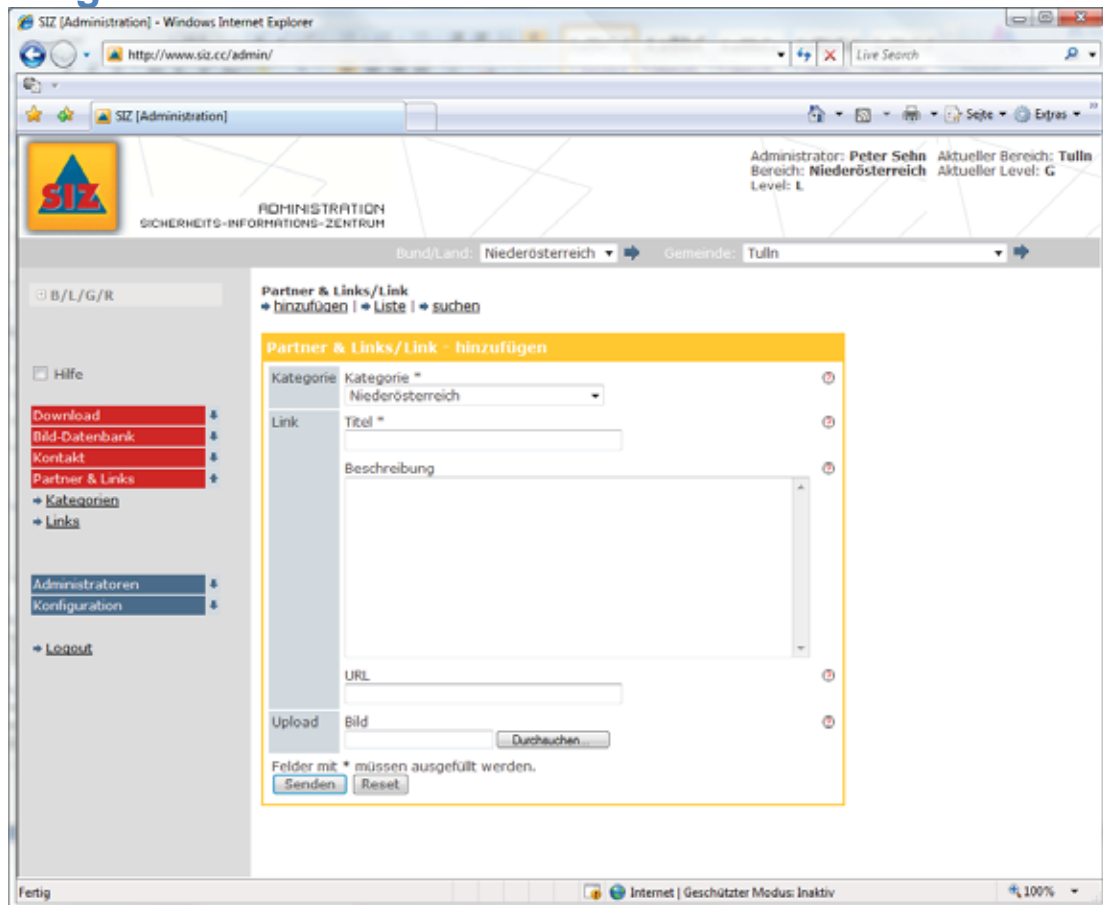 SIZ [Administration] - Windows Internet Explorer
http://www.siz.cc/admin/
Live Search
SIZ [Administration]
Seite
Extras
SIZ
ADMINISTRATION
SICHERHEITS-INFORMATIONS-ZENTRUM
Administrator: Peter Sehn Aktueller Bereich: Tulln
Bereich: Niederösterreich Aktueller Level: G
Level: L
Bund/Land: Niederösterreich Gemeinde: Tulln
B/L/G/R
Hilfe
Download
Bild-Datenbank
Kontakt
Partner & Links
Kategorien
Links
Administratoren
Konfiguration
Logout
Partner & Links/Link
hinzufügen | Liste | suchen
Partner & Links/Link - hinzufügen
Kategorie Kategorie *
Niederösterreich
Link Titel *
Beschreibung
URL
Upload Bild
Durchsuchen...
Felder mit * müssen ausgefüllt werden.
Senden Reset
Fertig
Internet | Geschützter Modus: Inaktiv
100%